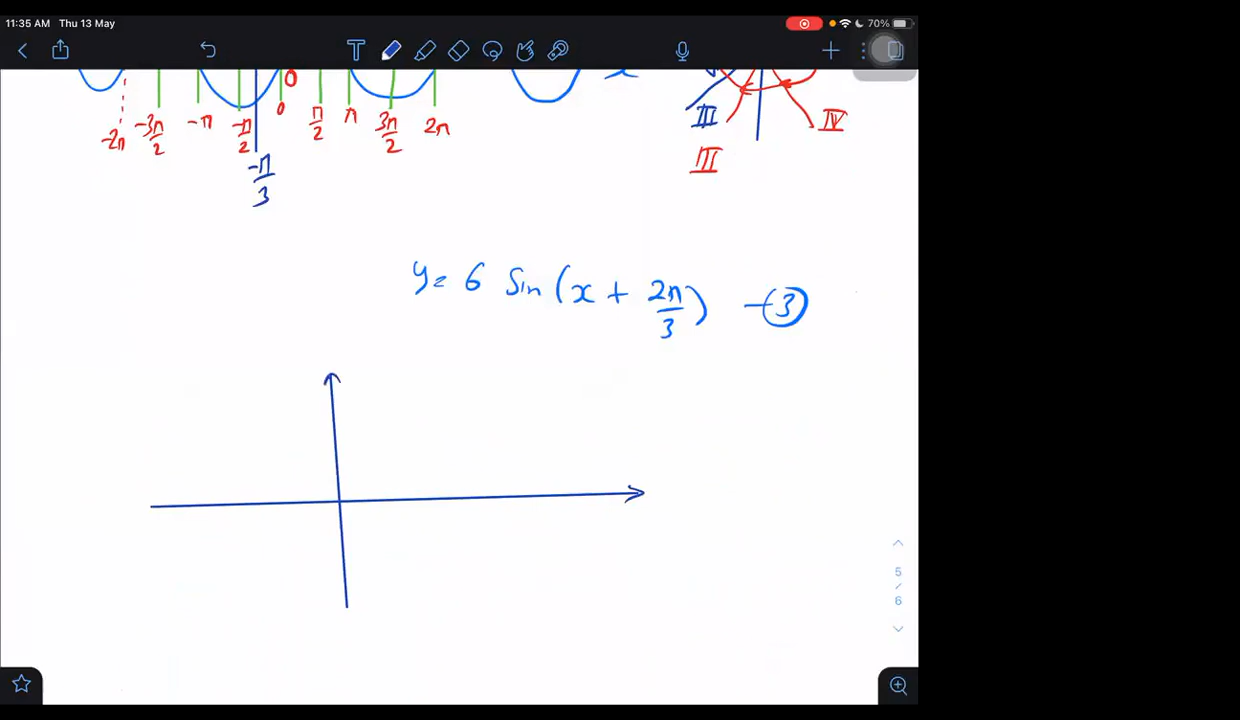 11:35 AM Thu 13 May 70%
T
0
-2π -3π/2 -π -π/2 0 π/2 π 3π/2 2π
-π/3
x
III IV
III
y = 6 sin(x + 2π/3) -③
5
/
6